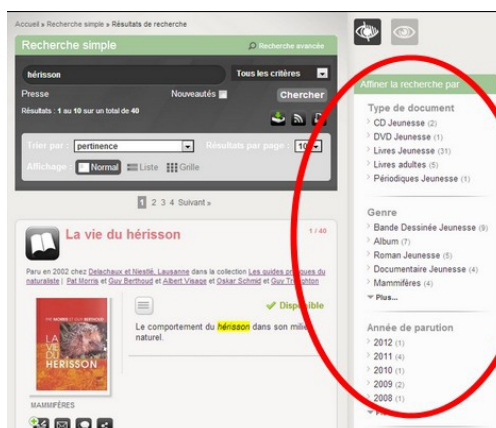 Accueil » Recherche simple » Résultats de recherche
Recherche simple
Recherche avancée
hérisson
Tous les critères
Presse
Nouveautés
Chercher
Résultats : 1 au 10 sur un total de 40
Trier par :
pertinence
Résultats par page :
10
Affichage :
Normal
Liste
Grille
1 2 3 4 Suivant »
La vie du hérisson
1 / 40
Paru en 2002 chez Delachaux et Niestlé, Lausanne dans la collection Les guides pratiques du
naturaliste | Pat Morris et Guy Berthoud et Albert Visage et Oskar Schmid et Guy
Disponible
Le comportement du hérisson dans son milieu
naturel.
PAT MORRIS ET GUY BERTHOUD
LA
VIE
DU
HERISSON
MAMMIFÈRES
Affiner la recherche par
Type de document
CD Jeunesse (2)
DVD Jeunesse (1)
Livres Jeunesse (31)
Livres adultes (5)
Périodiques Jeunesse (1)
Genre
Bande Dessinée Jeunesse (9)
Album (7)
Roman Jeunesse (5)
Documentaire Jeunesse (4)
Mammifères (4)
Plus...
Année de parution
2012 (1)
2011 (4)
2010 (1)
2009 (2)
2008 (1)